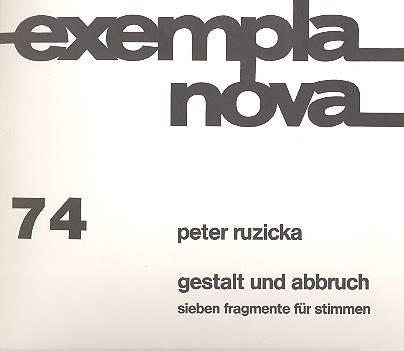 exempla
nova
74
peter ruzicka
gestalt und abbruch
sieben fragmente für stimmen